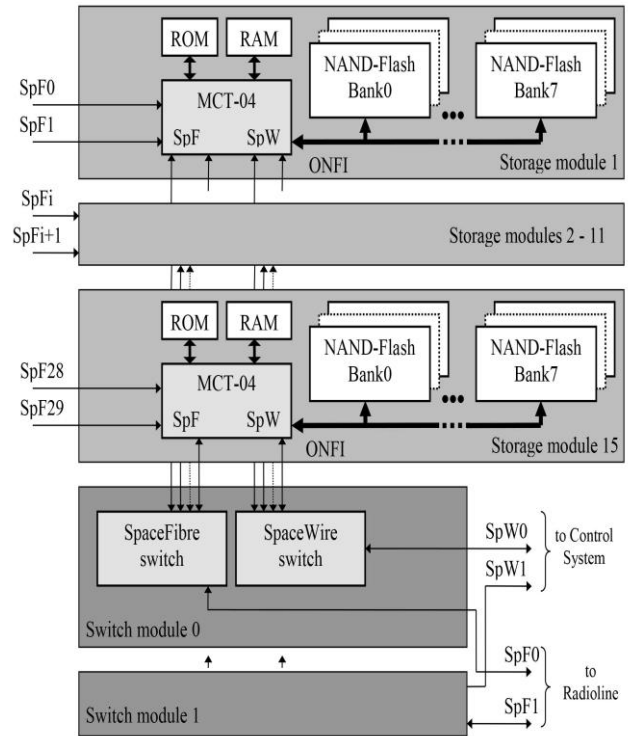 ROM
RAM
NAND-Flash
Bank0
NAND-Flash
Bank7
SpF0
MCT-04
SpF1
SpF
SpW
ONFI
Storage module 1
SpFi
SpFi+1
Storage modules 2 - 11
ROM
RAM
NAND-Flash
Bank0
NAND-Flash
Bank7
SpF28
MCT-04
SpF29
SpF
SpW
ONFI
Storage module 15
SpaceFibre
switch
SpaceWire
switch
SpW0
SpW1
to Control
System
Switch module 0
SpF0
SpF1
to
Radioline
Switch module 1